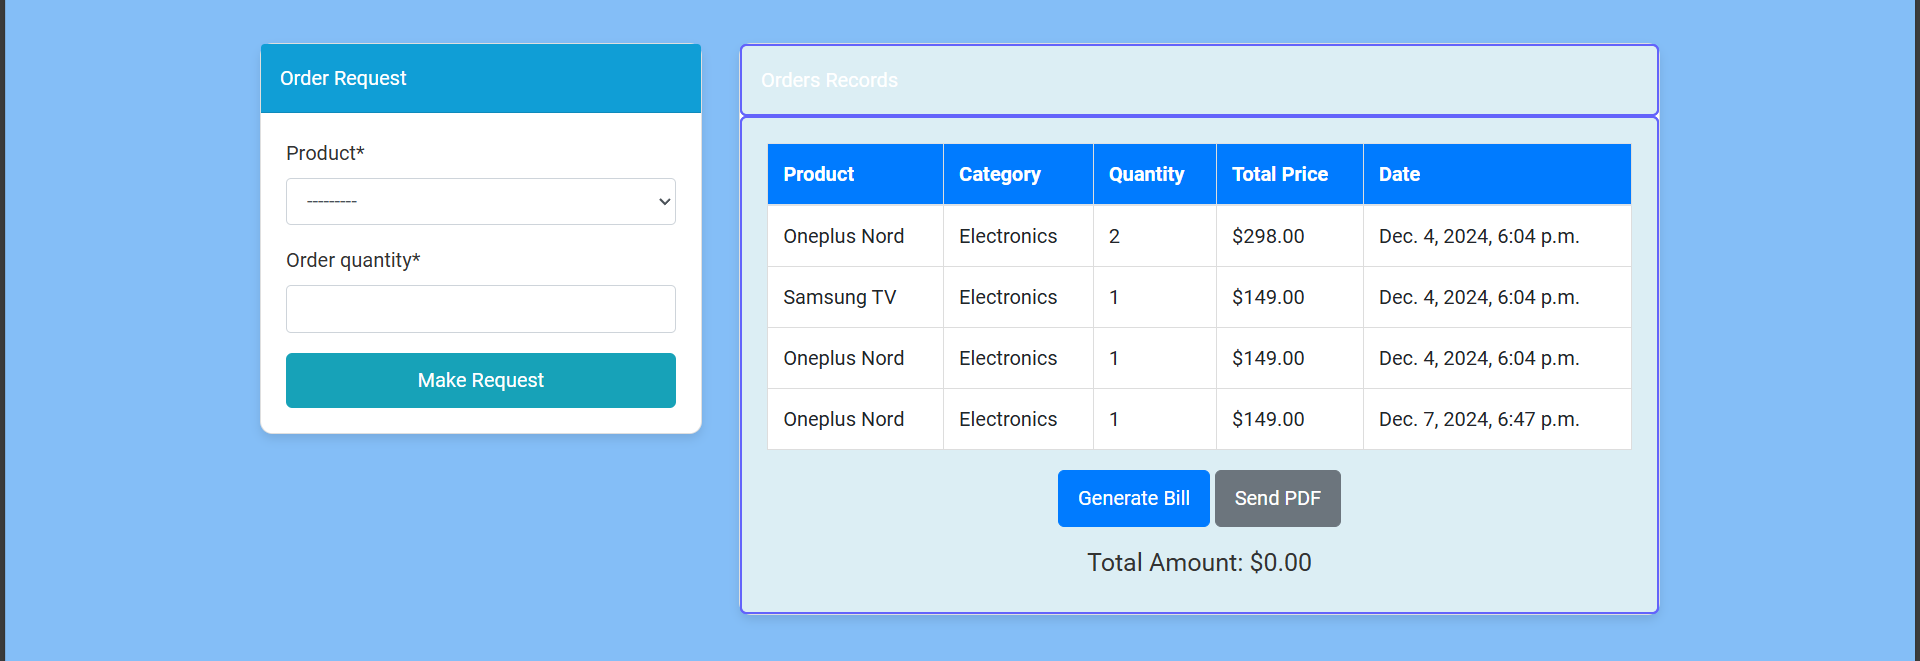 Order Request
Product*
---------
Order quantity*
Make Request
Orders Records
Product Category Quantity Total Price Date
Oneplus Nord Electronics 2 $298.00 Dec. 4, 2024, 6:04 p.m.
Samsung TV Electronics 1 $149.00 Dec. 4, 2024, 6:04 p.m.
Oneplus Nord Electronics 1 $149.00 Dec. 4, 2024, 6:04 p.m.
Oneplus Nord Electronics 1 $149.00 Dec. 7, 2024, 6:47 p.m.
Generate Bill Send PDF
Total Amount: $0.00